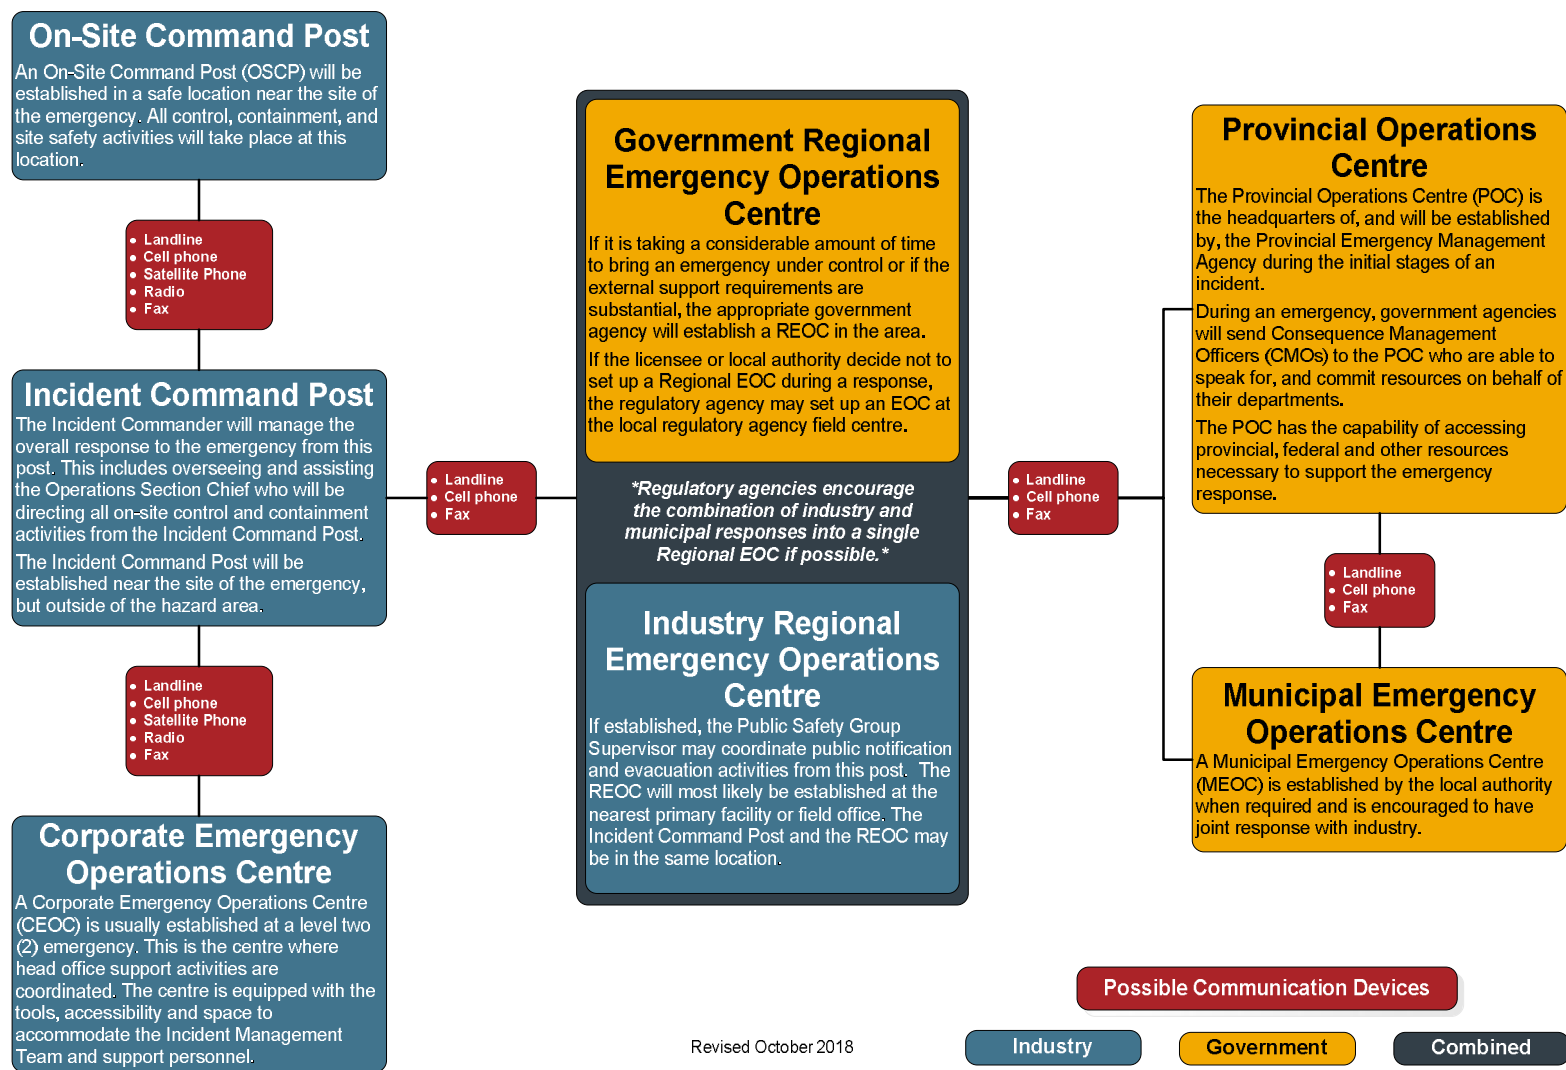 On-Site Command Post
An On-Site Command Post (OSCP) will be
established in a safe location near the site of
the emergency. All control, containment, and
site safety activities will take place at this
location.
• Landline
• Cell phone
• Satellite Phone
• Radio
• Fax
Incident Command Post
The Incident Commander will manage the
overall response to the emergency from this
post. This includes overseeing and assisting
the Operations Section Chief who will be
directing all on-site control and containment
activities from the Incident Command Post.
The Incident Command Post will be
established near the site of the emergency,
but outside of the hazard area.
• Landline
• Cell phone
• Satellite Phone
• Radio
• Fax
Corporate Emergency
Operations Centre
A Corporate Emergency Operations Centre
(CEOC) is usually established at a level two
(2) emergency. This is the centre where
head office support activities are
coordinated. The centre is equipped with the
tools, accessibility and space to
accommodate the Incident Management
Team and support personnel.
• Landline
• Cell phone
• Fax
Government Regional
Emergency Operations
Centre
If it is taking a considerable amount of time
to bring an emergency under control or if the
external support requirements are
substantial, the appropriate government
agency will establish a REOC in the area.
If the licensee or local authority decide not to
set up a Regional EOC during a response,
the regulatory agency may set up an EOC at
the local regulatory agency field centre.
*Regulatory agencies encourage
the combination of industry and
municipal responses into a single
Regional EOC if possible.*
Industry Regional
Emergency Operations
Centre
If established, the Public Safety Group
Supervisor may coordinate public notification
and evacuation activities from this post.  The
REOC will most likely be established at the
nearest primary facility or field office. The
Incident Command Post and the REOC may
be in the same location.
• Landline
• Cell phone
• Fax
Provincial Operations
Centre
The Provincial Operations Centre (POC) is
the headquarters of, and will be established
by, the Provincial Emergency Management
Agency during the initial stages of an
incident.
During an emergency, government agencies
will send Consequence Management
Officers (CMOs) to the POC who are able to
speak for, and commit resources on behalf of
their departments.
The POC has the capability of accessing
provincial, federal and other resources
necessary to support the emergency
response.
• Landline
• Cell phone
• Fax
Municipal Emergency
Operations Centre
A Municipal Emergency Operations Centre
(MEOC) is established by the local authority
when required and is encouraged to have
joint response with industry.
Possible Communication Devices
Revised October 2018
Industry
Government
Combined